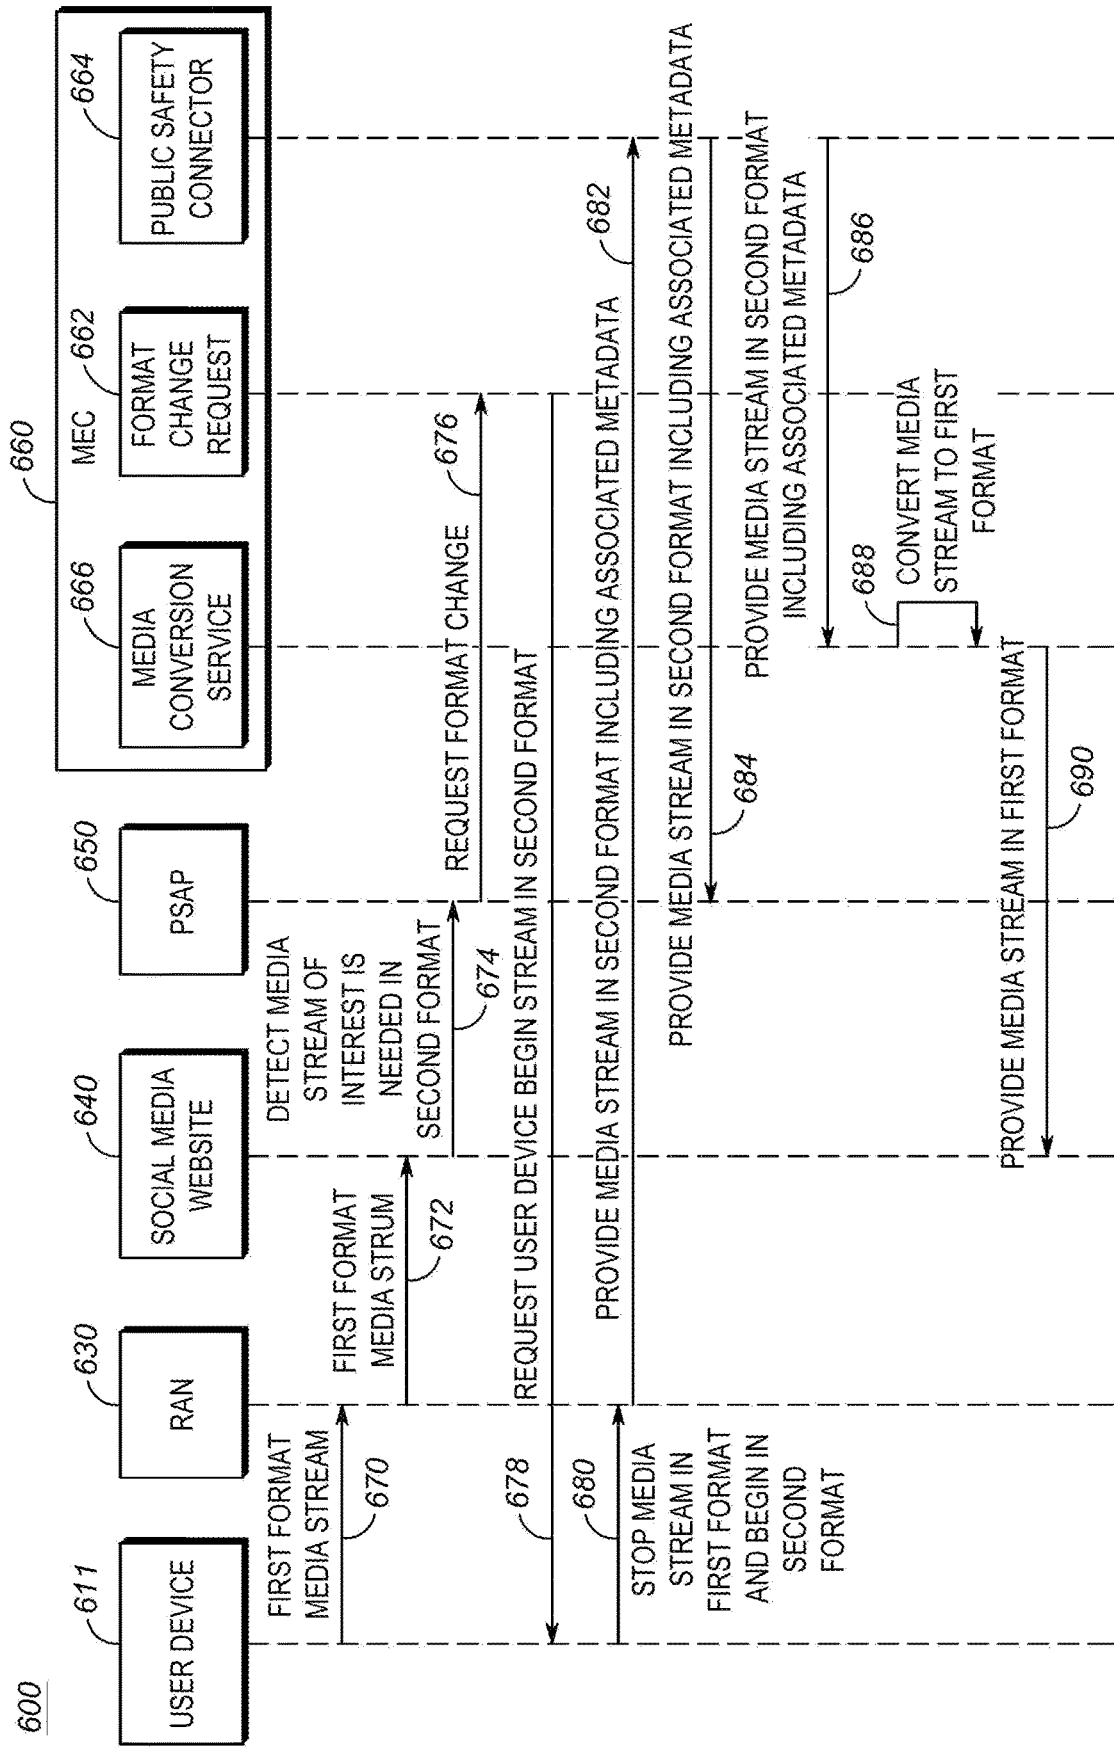 600
611
USER DEVICE
630
RAN
640
SOCIAL MEDIA
WEBSITE
650
PSAP
660
MEC
666
MEDIA
CONVERSION
SERVICE
662
FORMAT
CHANGE
REQUEST
664
PUBLIC SAFETY
CONNECTOR
FIRST FORMAT
MEDIA STREAM
670
FIRST FORMAT
MEDIA STRUM
672
DETECT MEDIA
STREAM OF
INTEREST IS
NEEDED IN
SECOND FORMAT
674
REQUEST FORMAT CHANGE
676
REQUEST USER DEVICE BEGIN STREAM IN SECOND FORMAT
678
680
STOP MEDIA
STREAM IN
FIRST FORMAT
AND BEGIN IN
SECOND
FORMAT
PROVIDE MEDIA STREAM IN SECOND FORMAT INCLUDING ASSOCIATED METADATA
682
PROVIDE MEDIA STREAM IN SECOND FORMAT INCLUDING ASSOCIATED METADATA
684
PROVIDE MEDIA STREAM IN SECOND FORMAT
INCLUDING ASSOCIATED METADATA
686
688
CONVERT MEDIA
STREAM TO FIRST
FORMAT
PROVIDE MEDIA STREAM IN FIRST FORMAT
690